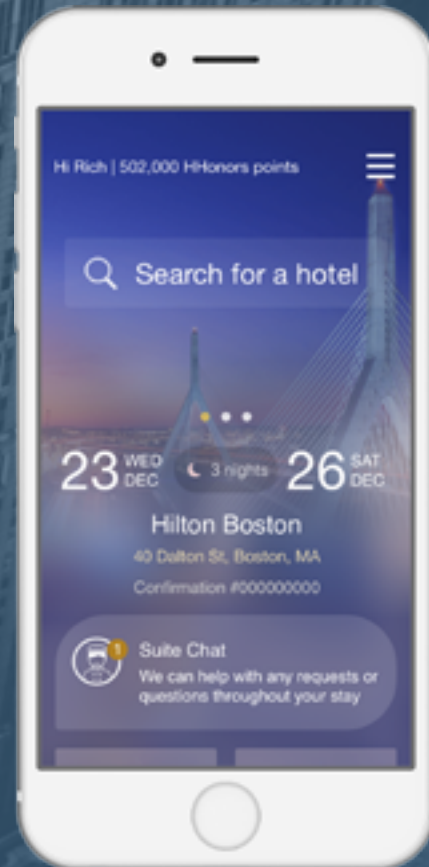 Hi Rich | 502,000 HHonors points
Search for a hotel
23 WED DEC 3 nights 26 SAT DEC
Hilton Boston
40 Dalton St, Boston, MA
Confirmation #000000000
1
Suite Chat
We can help with any requests or
questions throughout your stay